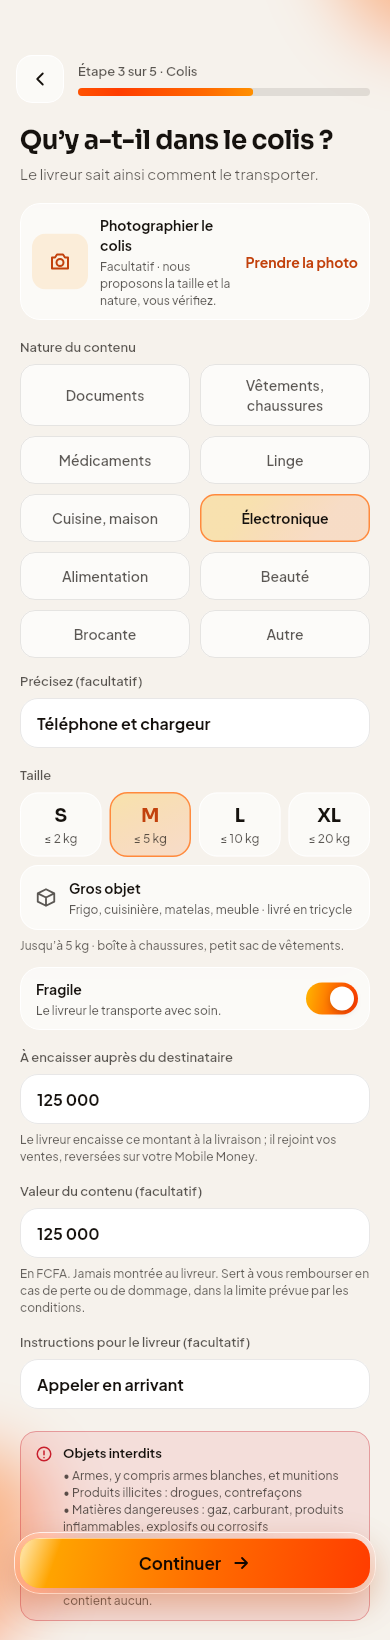 Étape 3 sur 5 · Colis
Qu’y a-t-il dans le colis ?
Le livreur sait ainsi comment le transporter.
Photographier le
colis
Facultatif · nous
proposons la taille et la
nature, vous vérifiez.
Prendre la photo
Nature du contenu
Documents
Vêtements,
chaussures
Médicaments
Linge
Cuisine, maison
Électronique
Alimentation
Beauté
Brocante
Autre
Précisez (facultatif)
Téléphone et chargeur
Taille
S
≤ 2 kg
M
≤ 5 kg
L
≤ 10 kg
XL
≤ 20 kg
Gros objet
Frigo, cuisinière, matelas, meuble · livré en tricycle
Jusqu’à 5 kg · boîte à chaussures, petit sac de vêtements.
Fragile
Le livreur le transporte avec soin.
À encaisser auprès du destinataire
125 000
Le livreur encaisse ce montant à la livraison ; il rejoint vos
ventes, reversées sur votre Mobile Money.
Valeur du contenu (facultatif)
125 000
En FCFA. Jamais montrée au livreur. Sert à vous rembourser en
cas de perte ou de dommage, dans la limite prévue par les
conditions.
Instructions pour le livreur (facultatif)
Appeler en arrivant
Objets interdits
• Armes, y compris armes blanches, et munitions
• Produits illicites : drogues, contrefaçons
• Matières dangereuses : gaz, carburant, produits
inflammables, explosifs ou corrosifs
Continuer →
contient aucun.